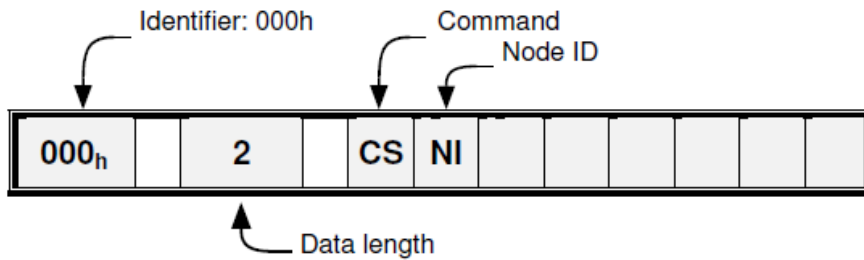 Identifier: 000h
Command
Node ID
000h 2 CS NI
Data length